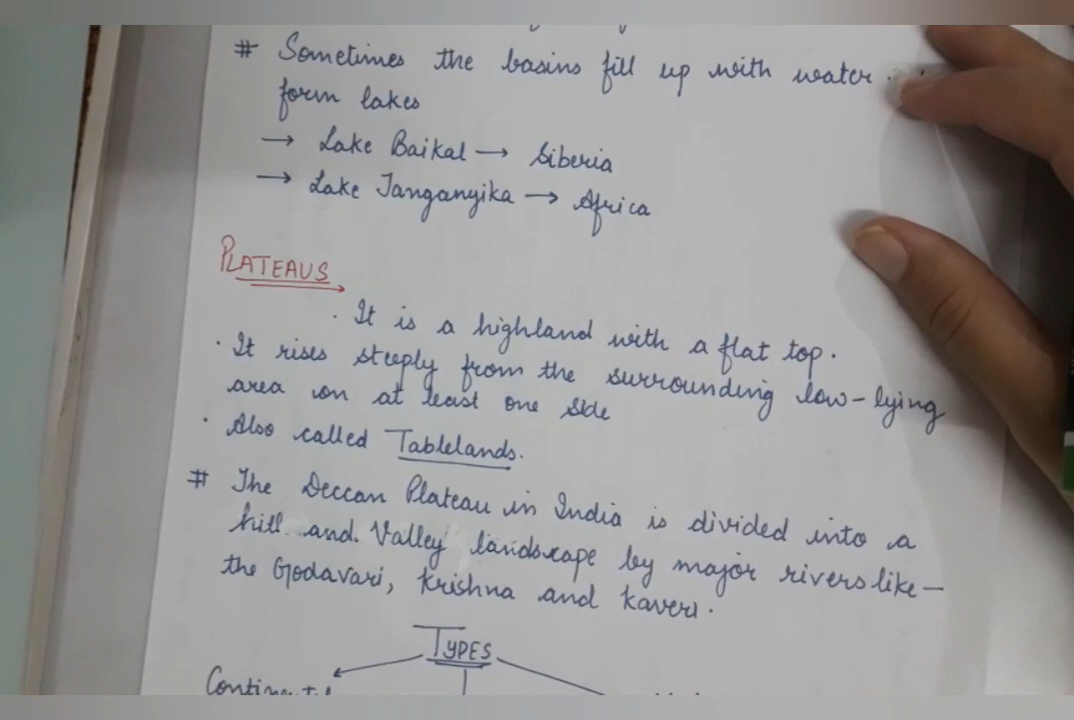 # Sometimes the basins fill up with water
form lakes
→ Lake Baikal → Siberia
→ Lake Tanganyika → Africa
PLATEAUS
· It is a highland with a flat top.
· It rises steeply from the surrounding low-lying
area on at least one side
· Also called Tablelands.
# The Deccan Plateau in India is divided into a
hill and Valley landscape by major rivers like—
the Godavari, Krishna and Kaveri.
TYPES
Continental